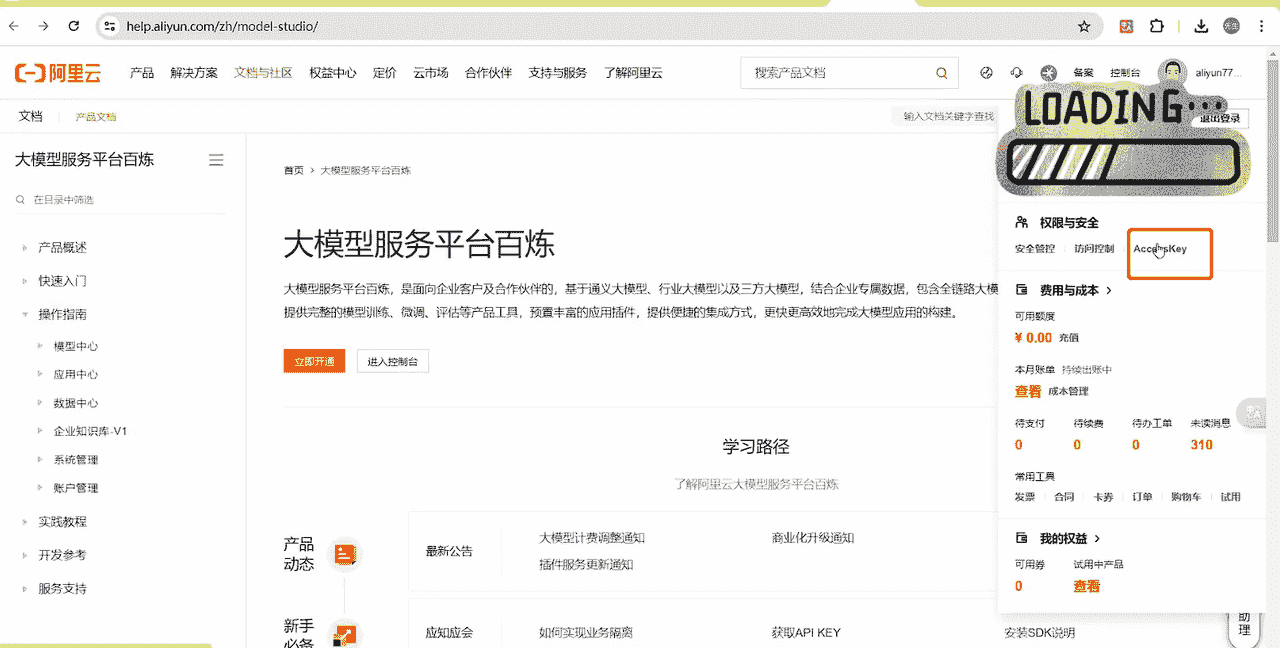 help.aliyun.com/zh/model-studio/
阿里云
产品 解决方案 文档与社区 权益中心 定价 云市场 合作伙伴 支持与服务 了解阿里云
搜索产品文档
备案 控制台
aliyun77...
文档 产品文档
输入文档关键字查找
LOADING...
退出登录
大模型服务平台百炼
在目录中筛选
产品概述
快速入门
操作指南
模型中心
应用中心
数据中心
企业知识库-V1
系统管理
账户管理
实践教程
开发参考
服务支持
首页 > 大模型服务平台百炼
大模型服务平台百炼
大模型服务平台百炼，是面向企业客户及合作伙伴的，基于通义大模型、行业大模型以及三方大模型，结合企业专属数据，包含全链路大模
提供完整的模型训练、微调、评估等产品工具，预置丰富的应用插件，提供便捷的集成方式，更快更高效地完成大模型应用的构建。
立即开通 进入控制台
学习路径
了解阿里云大模型服务平台百炼
产品
动态
最新公告
大模型计费调整通知 商业化升级通知
插件服务更新通知
新手
必备
应知应会
如何实现业务隔离 获取API KEY 安装SDK说明
权限与安全
安全管控 访问控制 AccessKey
费用与成本 >
可用额度
¥ 0.00 充值
本月账单 持续出账中
查看 成本管理
待支付 待续费 待办工单 未读消息
0 0 0 310
常用工具
发票 合同 卡券 订单 购物车 试用
我的权益 >
可用券 试用中产品
0 查看
助
理